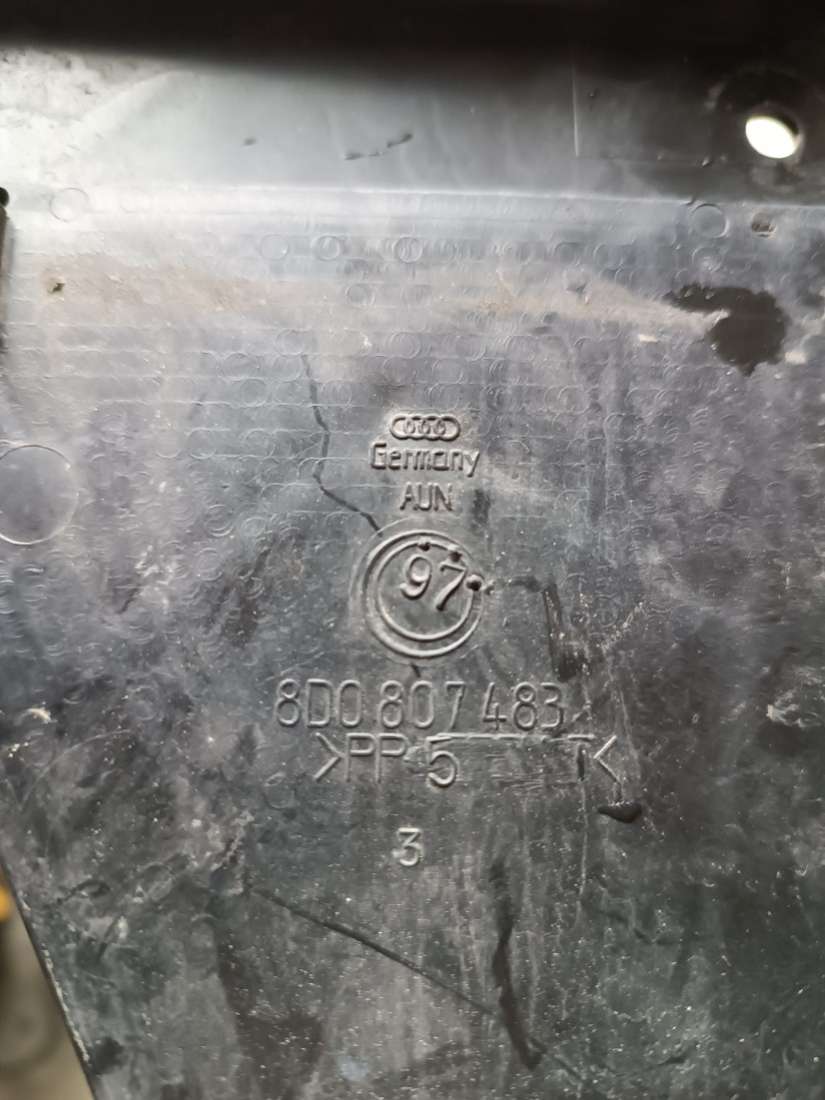 Germany
AUN
97
8D0.807 483
>PP 5 T<
3